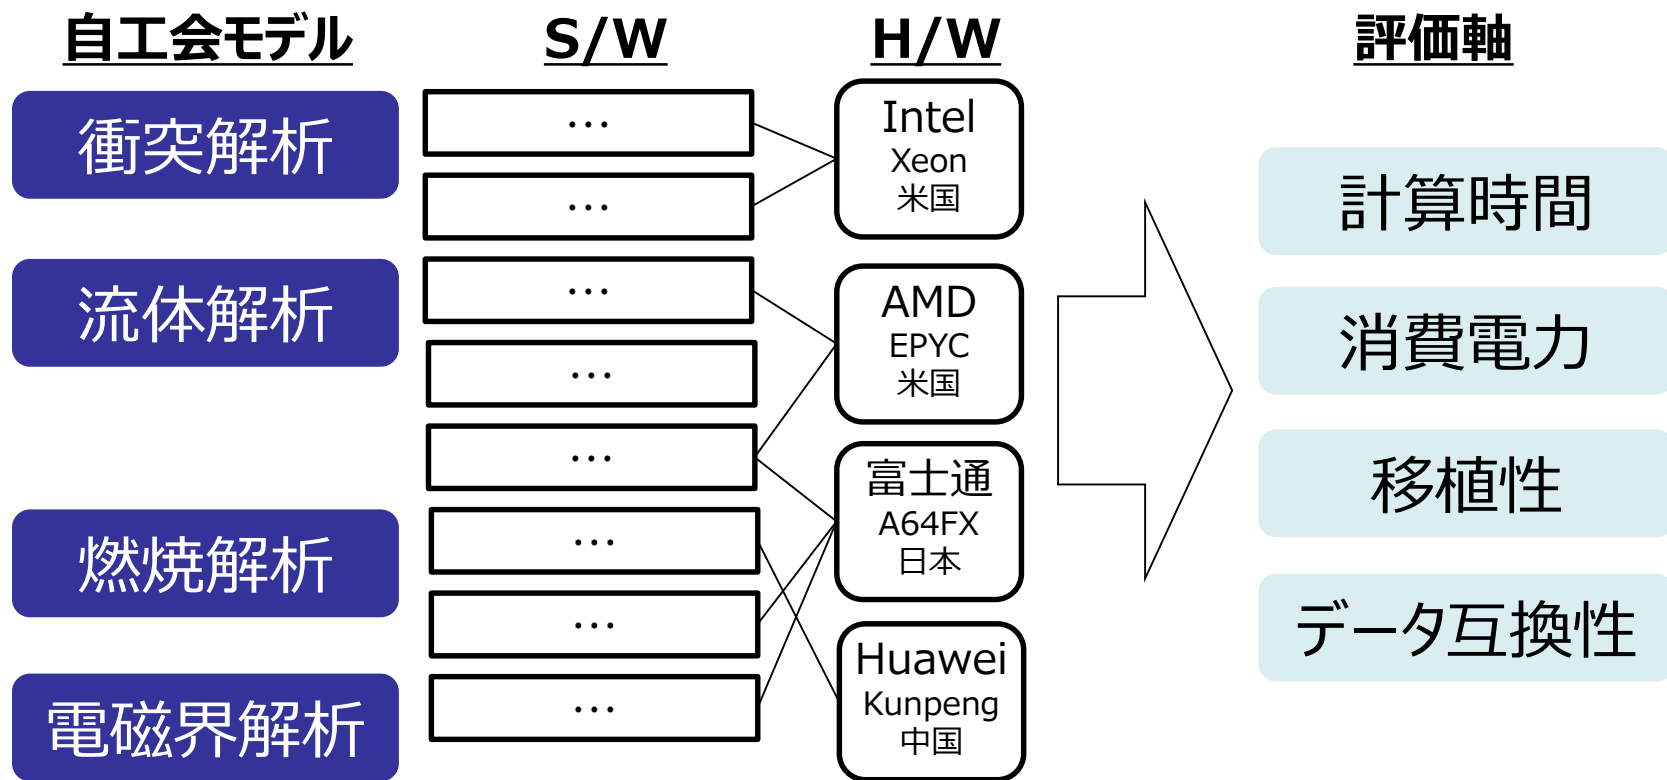 自工会モデル
衝突解析
流体解析
燃焼解析
電磁界解析
S/W
…
…
…
…
…
…
…
…
H/W
Intel
Xeon
米国
AMD
EPYC
米国
富士通
A64FX
日本
Huawei
Kunpeng
中国
評価軸
計算時間
消費電力
移植性
データ互換性